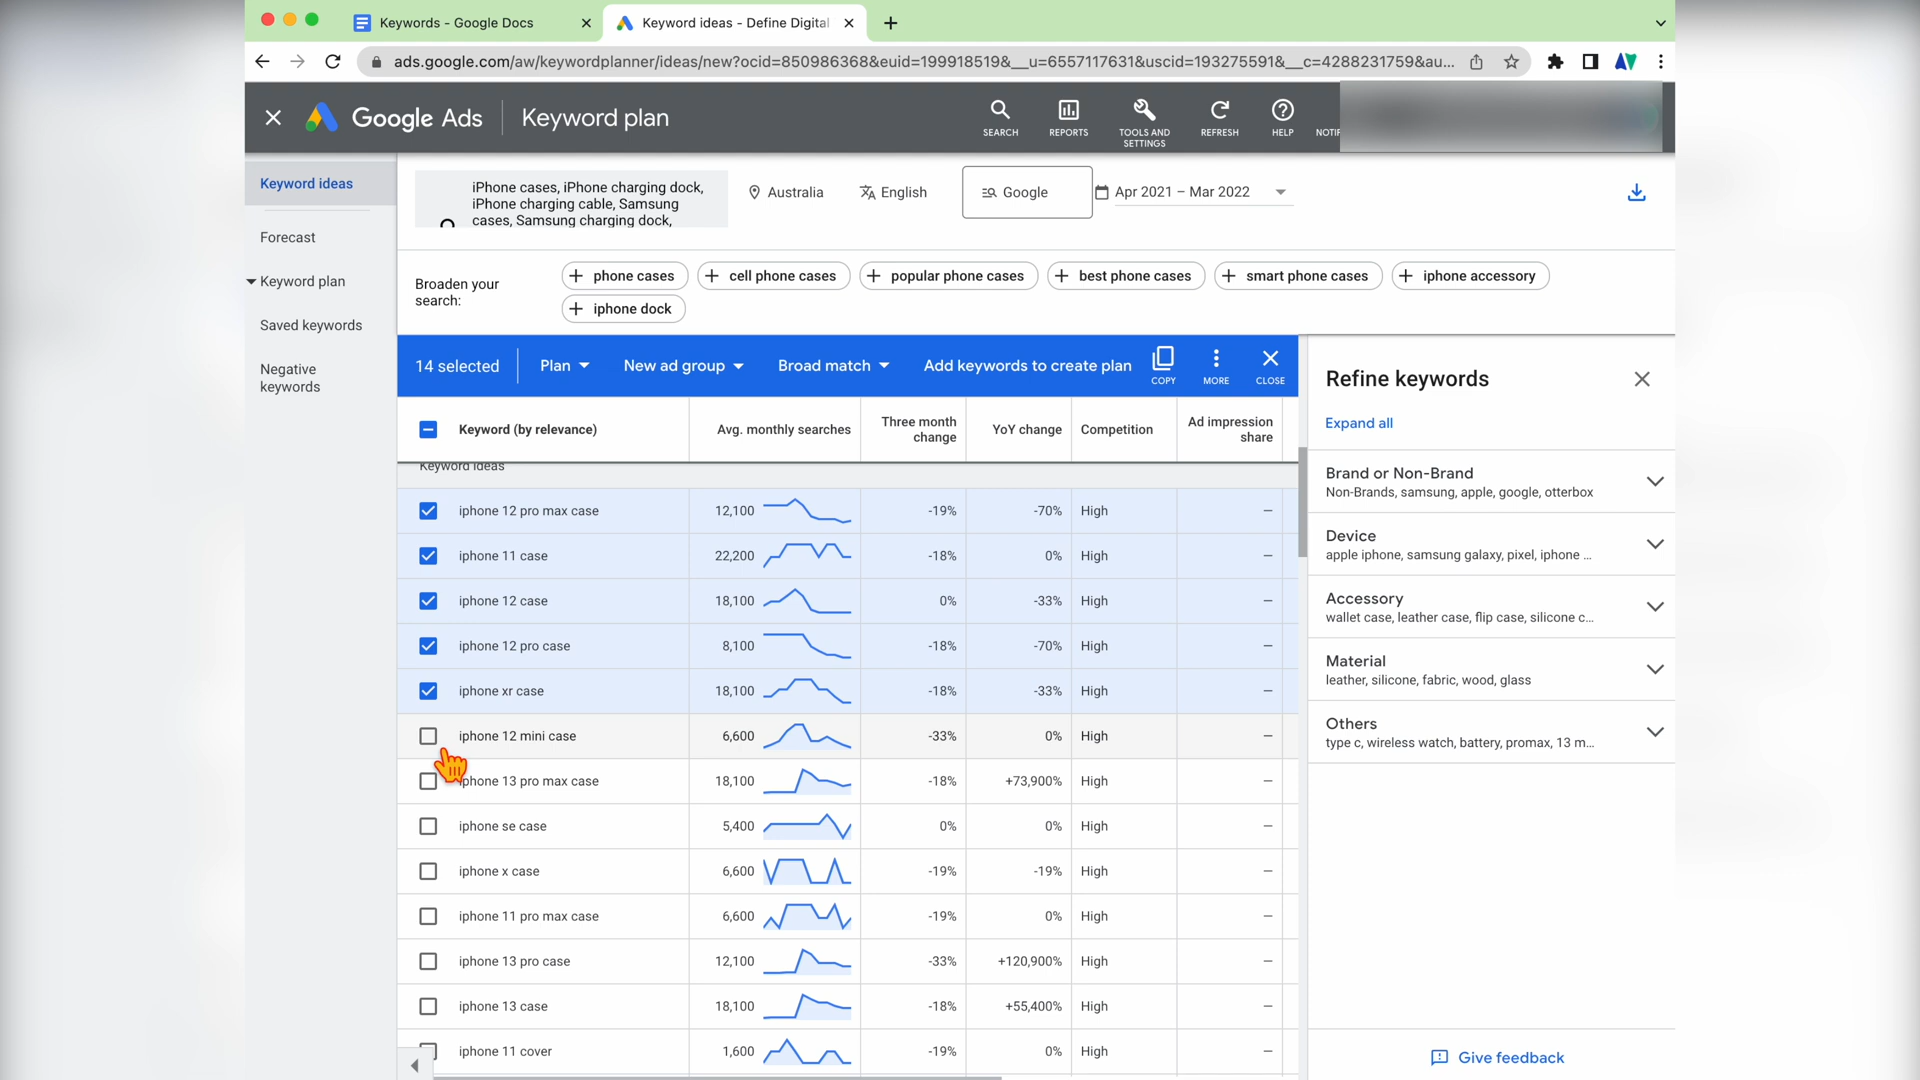 Keywords - Google Docs
Keyword ideas - Define Digital
ads.google.com/aw/keywordplanner/ideas/new?ocid=850986368&euid=199918519&__u=6557117631&uscid=193275591&__c=4288231759&au...
Google Ads
Keyword plan
SEARCH
REPORTS
TOOLS AND
SETTINGS
REFRESH
HELP
NOTIF
Keyword ideas
Forecast
Keyword plan
Saved keywords
Negative
keywords
iPhone cases, iPhone charging dock,
iPhone charging cable, Samsung
cases, Samsung charging dock,
Australia
English
Google
Apr 2021 – Mar 2022
Broaden your
search:
phone cases
cell phone cases
popular phone cases
best phone cases
smart phone cases
iphone accessory
iphone dock
14 selected
Plan
New ad group
Broad match
Add keywords to create plan
COPY
MORE
CLOSE
Keyword (by relevance)
Avg. monthly searches
Three month
change
YoY change
Competition
Ad impression
share
Keyword ideas
iphone 12 pro max case 12,100 -19% -70% High –
iphone 11 case 22,200 -18% 0% High –
iphone 12 case 18,100 0% -33% High –
iphone 12 pro case 8,100 -18% -70% High –
iphone xr case 18,100 -18% -33% High –
iphone 12 mini case 6,600 -33% 0% High –
iphone 13 pro max case 18,100 -18% +73,900% High –
iphone se case 5,400 0% 0% High –
iphone x case 6,600 -19% -19% High –
iphone 11 pro max case 6,600 -19% 0% High –
iphone 13 pro case 12,100 -33% +120,900% High –
iphone 13 case 18,100 -18% +55,400% High –
iphone 11 cover 1,600 -19% 0% High –
Refine keywords
Expand all
Brand or Non-Brand
Non-Brands, samsung, apple, google, otterbox
Device
apple iphone, samsung galaxy, pixel, iphone ...
Accessory
wallet case, leather case, flip case, silicone c...
Material
leather, silicone, fabric, wood, glass
Others
type c, wireless watch, battery, promax, 13 m...
Give feedback